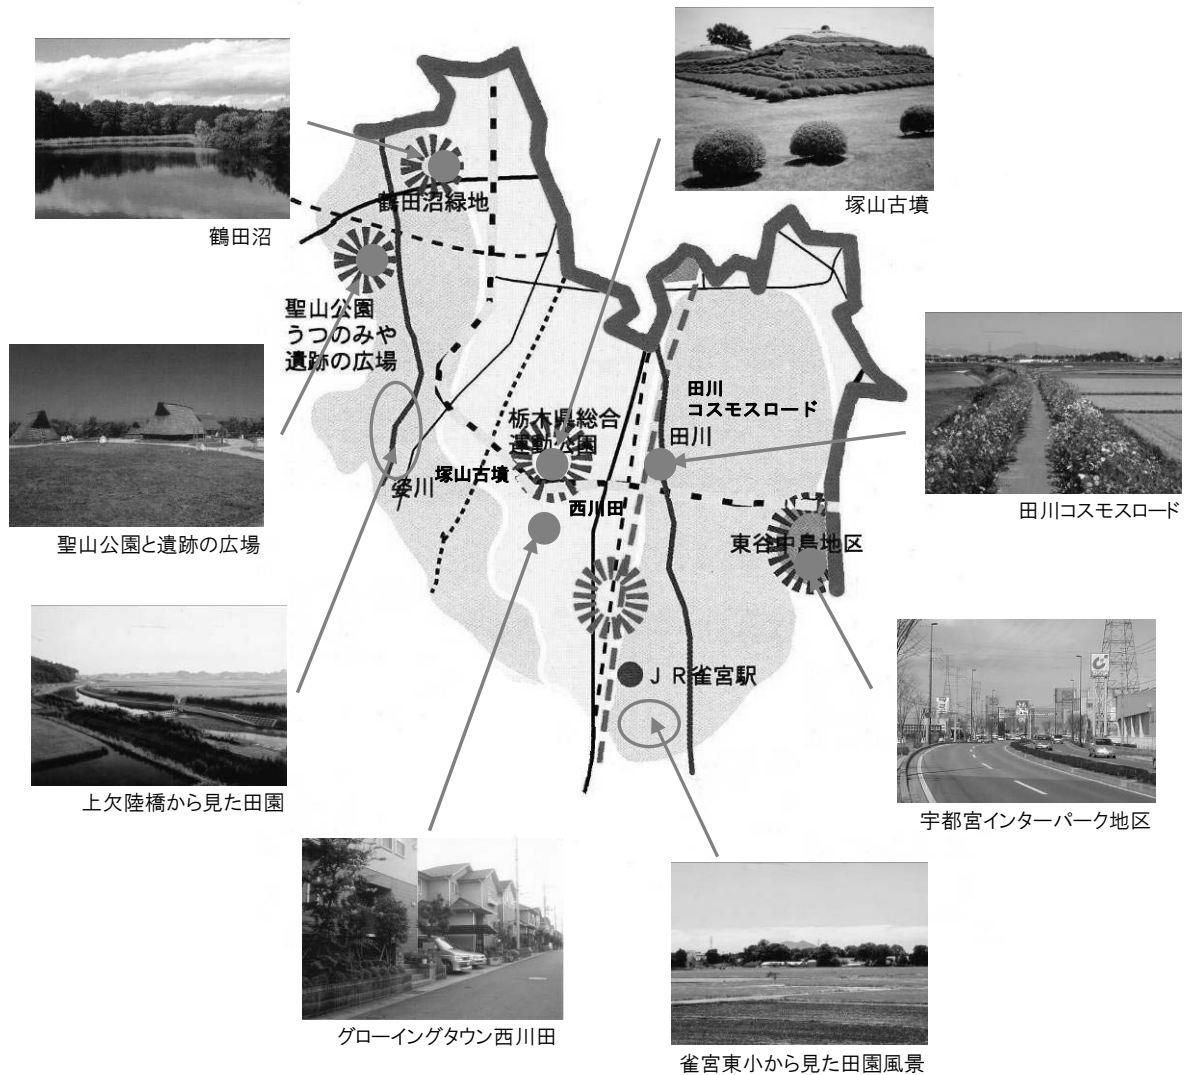 塚山古墳
鶴田沼
鶴田沼緑地
聖山公園
うつのみや
遺跡の広場
田川
コスモスロード
栃木県総合
運動公園
田川
塚山古墳
姿川
西川田
田川コスモスロード
聖山公園と遺跡の広場
東谷中島地区
JR雀宮駅
上欠陸橋から見た田園
宇都宮インターパーク地区
グローイングタウン西川田
雀宮東小から見た田園風景